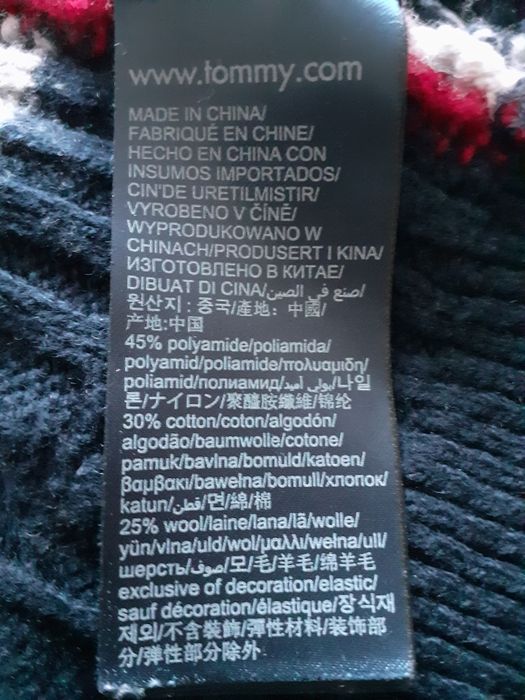 www.tommy.com
MADE IN CHINA/
FABRIQUÉ EN CHINE/
HECHO EN CHINA CON
INSUMOS IMPORTADOS/
CIN'DE URETILMISTIR/
VYROBENO V ČÍNĚ/
WYPRODUKOWANO W
CHINACH/PRODUSERT I KINA/
ИЗГОТОВЛЕНО В КИТАЕ/
DIBUAT DI CINA/صنع في الصين/
원산지 : 중국/產地: 中國/
产地:中国
45% polyamide/poliamida/
polyamid/poliamide/πολυαμιδη/
poliamid/полиамид/بولي أميد/나일
론/ナイロン/聚醯胺纖維/锦纶
30% cotton/coton/algodón/
algodão/baumwolle/cotone/
pamuk/bavlna/bomuld/katoen/
βαμβακι/bawełna/bomull/хлопок/
katun/قطن/면/綿/棉
25% wool/laine/lana/lã/wolle/
yün/vlna/uld/wol/μαλλι/wełna/ull/
шерсть/صوف/모/毛/羊毛/绵羊毛
exclusive of decoration/elastic/
sauf décoration/élastique/장식재
제외/不含裝飾/彈性材料/装饰部
分/弹性部分除外